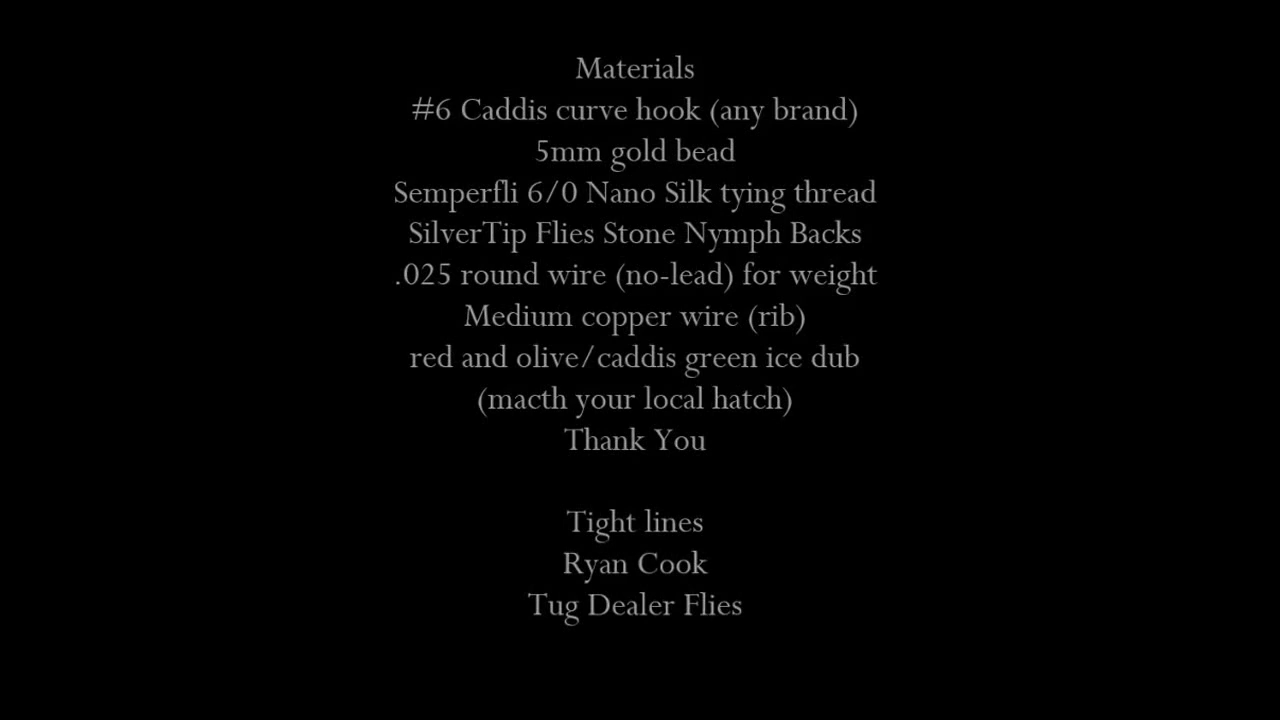 Materials
#6 Caddis curve hook (any brand)
5mm gold bead
Semperfli 6/0 Nano Silk tying thread
SilverTip Flies Stone Nymph Backs
.025 round wire (no-lead) for weight
Medium copper wire (rib)
red and olive/caddis green ice dub
(macth your local hatch)
Thank You
Tight lines
Ryan Cook
Tug Dealer Flies